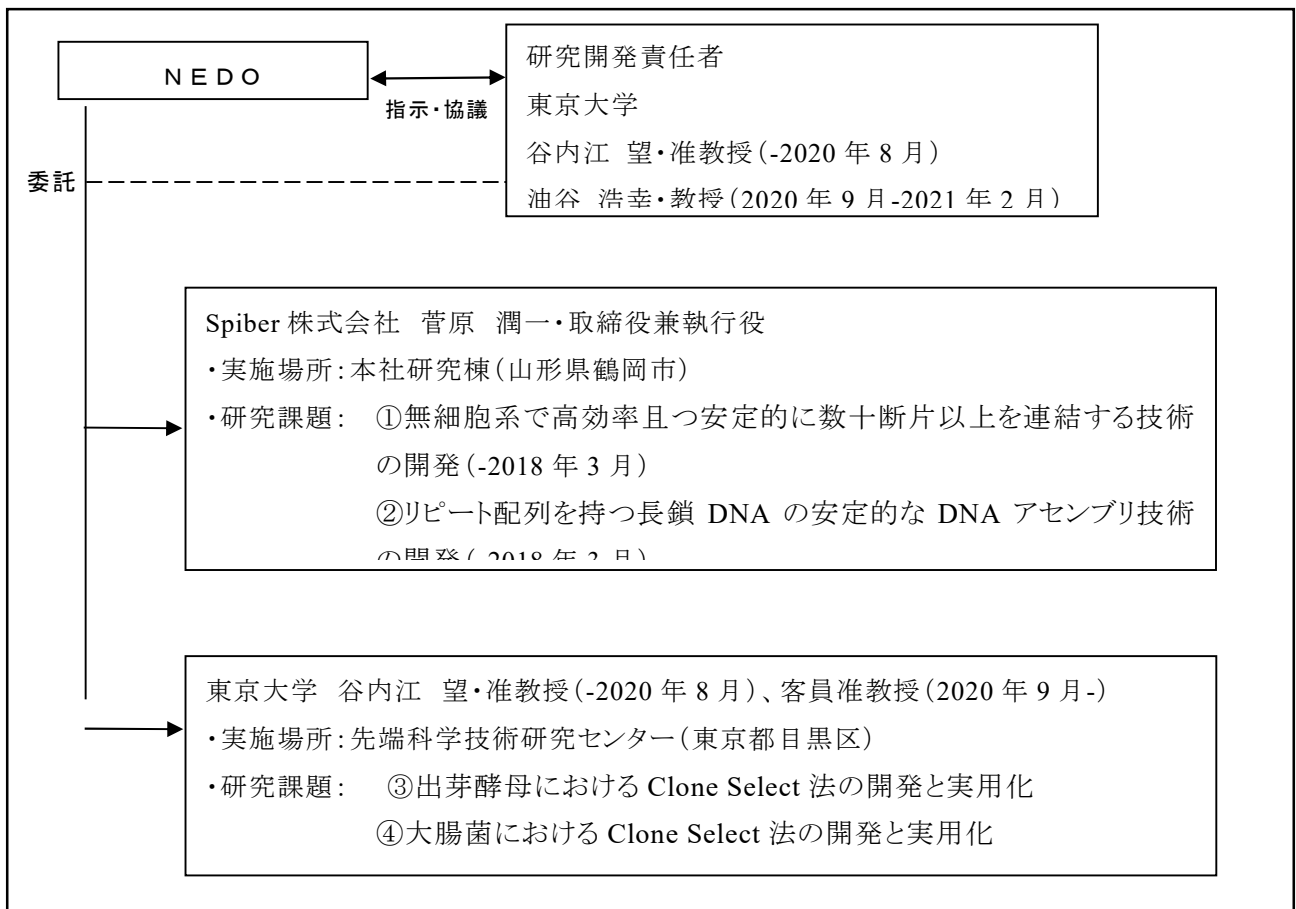 NEDO
指示・協議
委託
研究開発責任者
東京大学
谷内江 望・准教授(-2020 年 8 月)
油谷 浩幸・教授(2020 年 9 月-2021 年 2 月)
Spiber 株式会社 菅原 潤一・取締役兼執行役
・実施場所:本社研究棟(山形県鶴岡市)
・研究課題: ①無細胞系で高効率且つ安定的に数十断片以上を連結する技術
の開発(-2018 年 3 月)
②リピート配列を持つ長鎖 DNA の安定的な DNA アセンブリ技術
の開発(-2018 年 3 月)
東京大学 谷内江 望・准教授(-2020 年 8 月)、客員准教授(2020 年 9 月-)
・実施場所:先端科学技術研究センター(東京都目黒区)
・研究課題: ③出芽酵母における Clone Select 法の開発と実用化
④大腸菌における Clone Select 法の開発と実用化